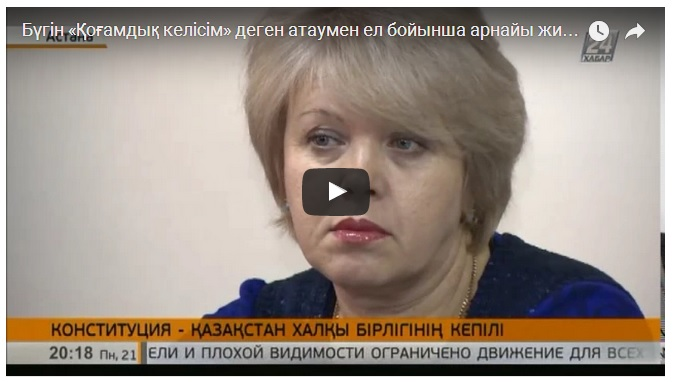 Бүгін «Қоғамдық келісім» деген атаумен ел бойынша арнайы жи...
Астана
24
ХАБАР
КОНСТИТУЦИЯ - ҚАЗАҚСТАН ХАЛҚЫ БІРЛІГІНІҢ КЕПІЛІ
20:18 Пн, 21 ЕЛИ И ПЛОХОЙ ВИДИМОСТИ ОГРАНИЧЕНО ДВИЖЕНИЕ ДЛЯ ВСЕХ